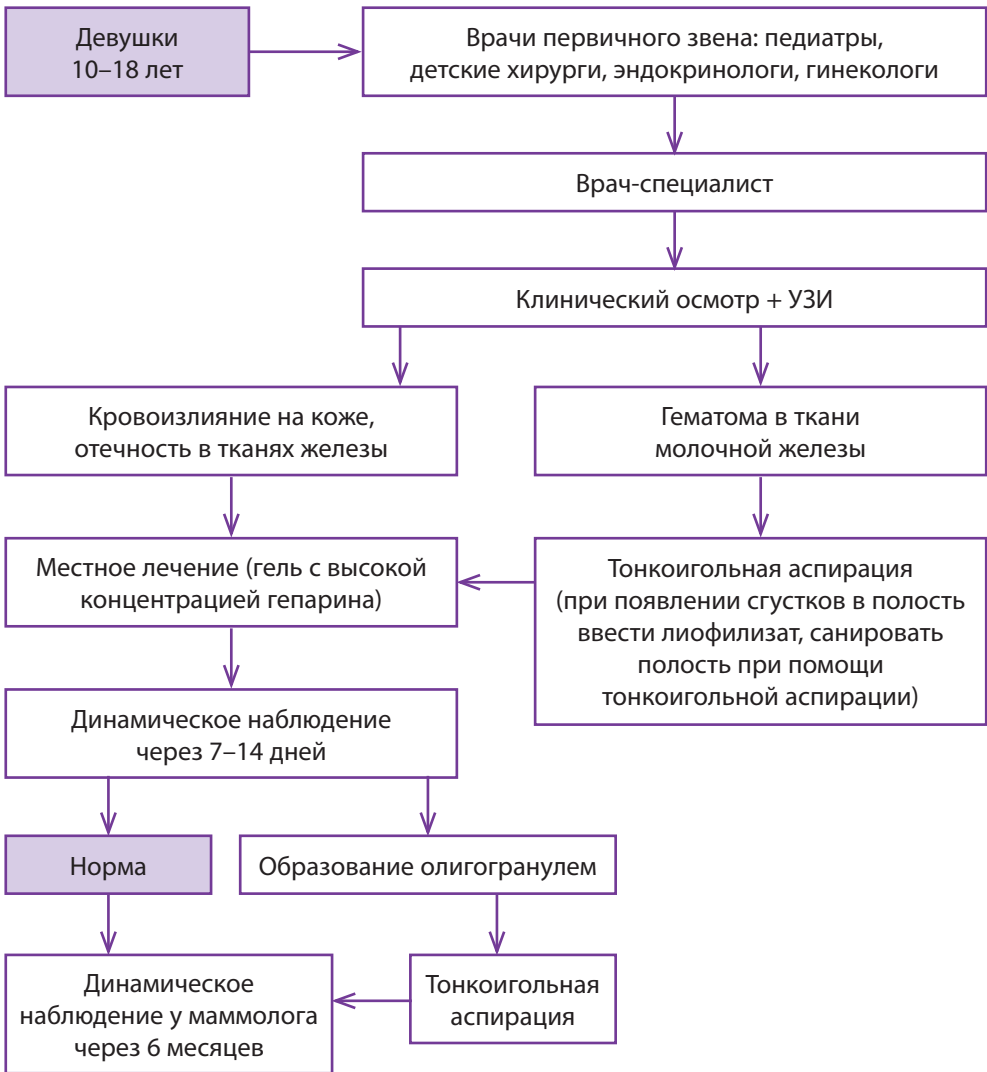 Девушки
10–18 лет
Врачи первичного звена: педиатры,
детские хирурги, эндокринологи, гинекологи
Врач-специалист
Клинический осмотр + УЗИ
Кровоизлияние на коже,
отечность в тканях железы
Гематома в ткани
молочной железы
Местное лечение (гель с высокой
концентрацией гепарина)
Тонкоигольная аспирация
(при появлении сгустков в полость
ввести лиофилизат, санировать
полость при помощи
тонкоигольной аспирации)
Динамическое наблюдение
через 7–14 дней
Норма
Образование олигогранулем
Динамическое
наблюдение у маммолога
через 6 месяцев
Тонкоигольная
аспирация